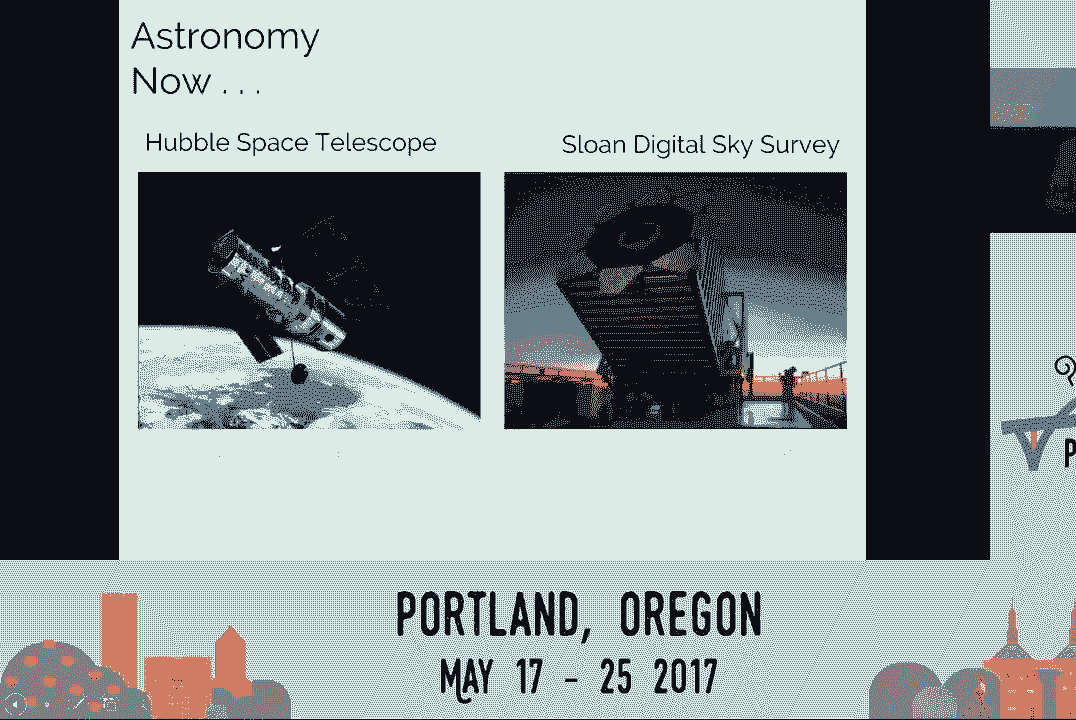 Astronomy
Now . . .
Hubble Space Telescope
Sloan Digital Sky Survey
PORTLAND, OREGON
MAY 17 - 25 2017